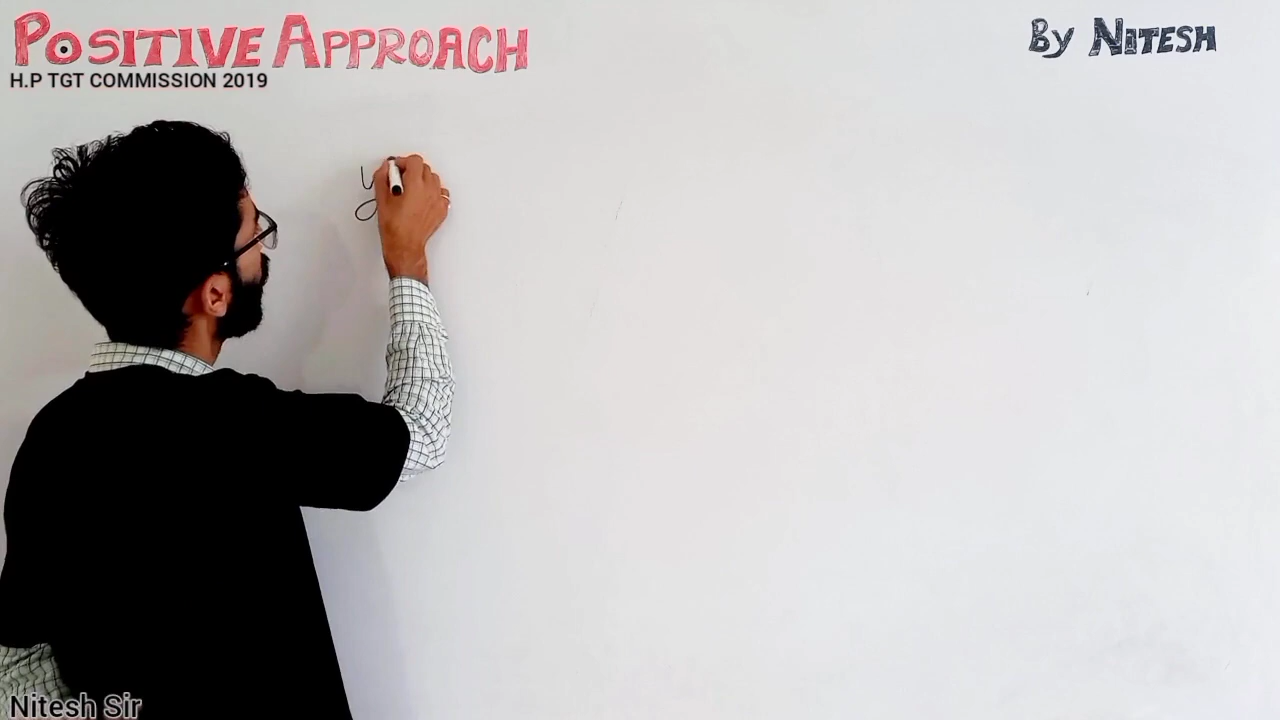 POSITIVE APPROACH
By NITESH
H.P TGT COMMISSION 2019
y
Nitesh Sir